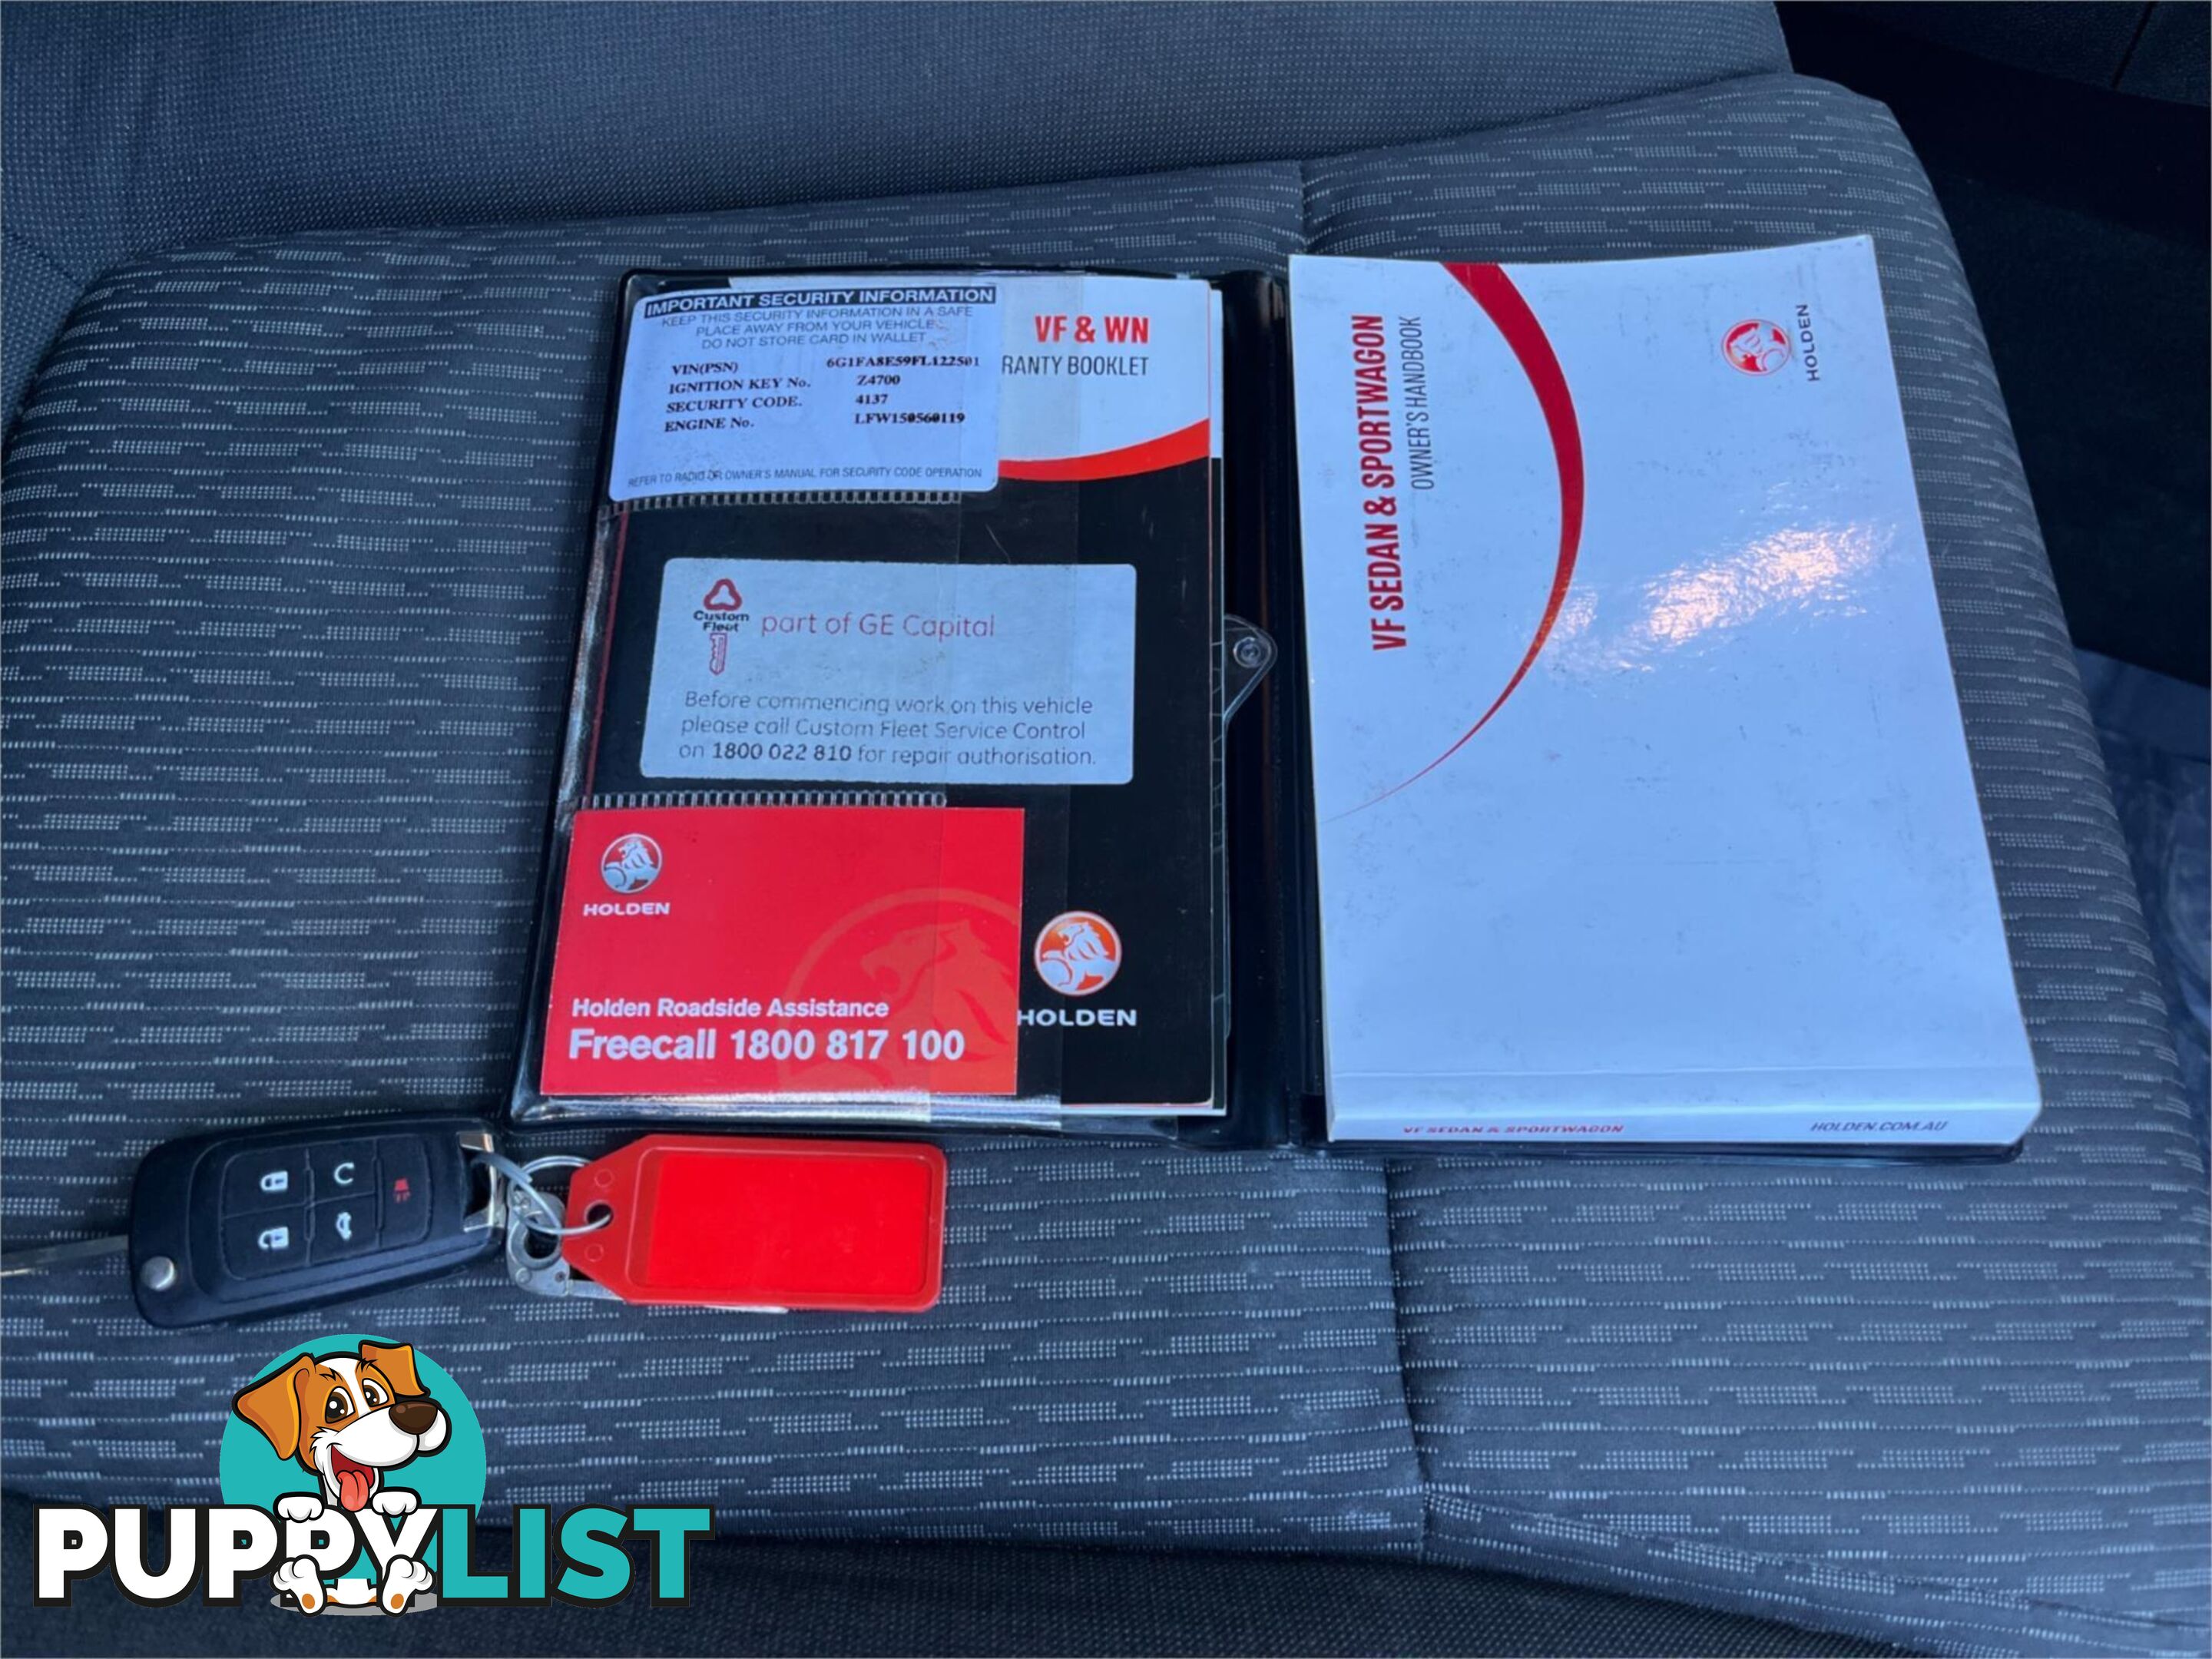 IMPORTANT SECURITY INFORMATION
KEEP THIS SECURITY INFORMATION IN A SAFE
PLACE AWAY FROM YOUR VEHICLE
DO NOT STORE CARD IN WALLET
VIN(PSN) 6G1FA8E59FL122501
IGNITION KEY No. Z4700
SECURITY CODE. 4137
ENGINE No. LFW150560119
REFER TO RADIO OR OWNER'S MANUAL FOR SECURITY CODE OPERATION
VF & WN
RANTY BOOKLET
Custom
Fleet
part of GE Capital
Before commencing work on this vehicle
please call Custom Fleet Service Control
on 1800 022 810 for repair authorisation.
HOLDEN
Holden Roadside Assistance
Freecall 1800 817 100
HOLDEN
VF SEDAN & SPORTWAGON
OWNER'S HANDBOOK
HOLDEN
VF SEDAN & SPORTWAGON
HOLDEN.COM.AU
PUPPYLIST